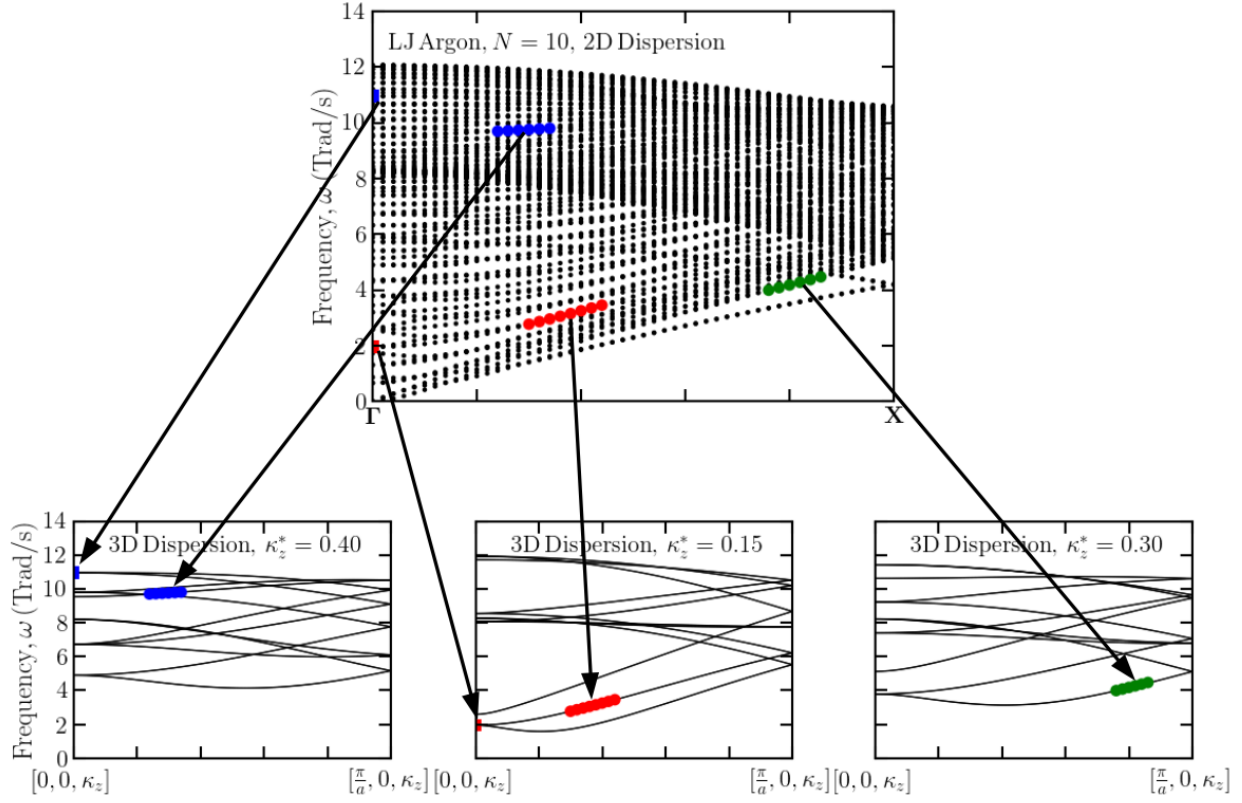 14
LJ Argon, N = 10, 2D Dispersion
12
10
8
6
4
2
0
Frequency, ω (Trad/s)
Γ
X
14
12
10
8
6
4
2
0
Frequency, ω (Trad/s)
3D Dispersion, κ*z = 0.40
3D Dispersion, κ*z = 0.15
3D Dispersion, κ*z = 0.30
[0, 0, κz]
[π/a, 0, κz]
[0, 0, κz]
[π/a, 0, κz]
[0, 0, κz]
[π/a, 0, κz]